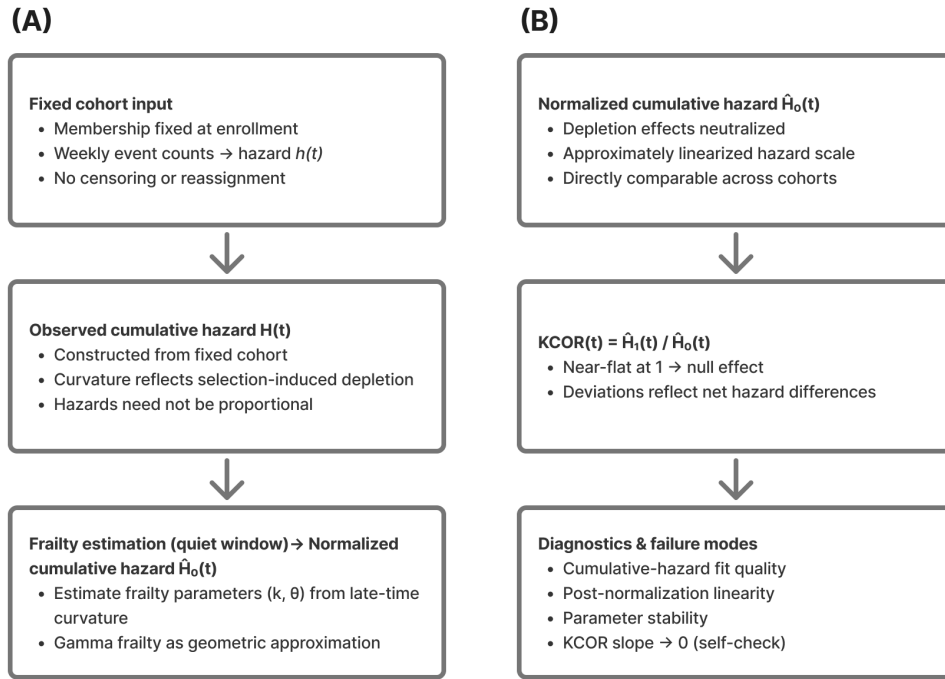 (A)
Fixed cohort input
• Membership fixed at enrollment
• Weekly event counts → hazard h(t)
• No censoring or reassignment
Observed cumulative hazard H(t)
• Constructed from fixed cohort
• Curvature reflects selection-induced depletion
• Hazards need not be proportional
Frailty estimation (quiet window)→ Normalized
cumulative hazard Ĥ₀(t)
• Estimate frailty parameters (k, θ) from late-time
curvature
• Gamma frailty as geometric approximation
(B)
Normalized cumulative hazard Ĥ₀(t)
• Depletion effects neutralized
• Approximately linearized hazard scale
• Directly comparable across cohorts
KCOR(t) = Ĥ₁(t) / Ĥ₀(t)
• Near-flat at 1 → null effect
• Deviations reflect net hazard differences
Diagnostics & failure modes
• Cumulative-hazard fit quality
• Post-normalization linearity
• Parameter stability
• KCOR slope → 0 (self-check)